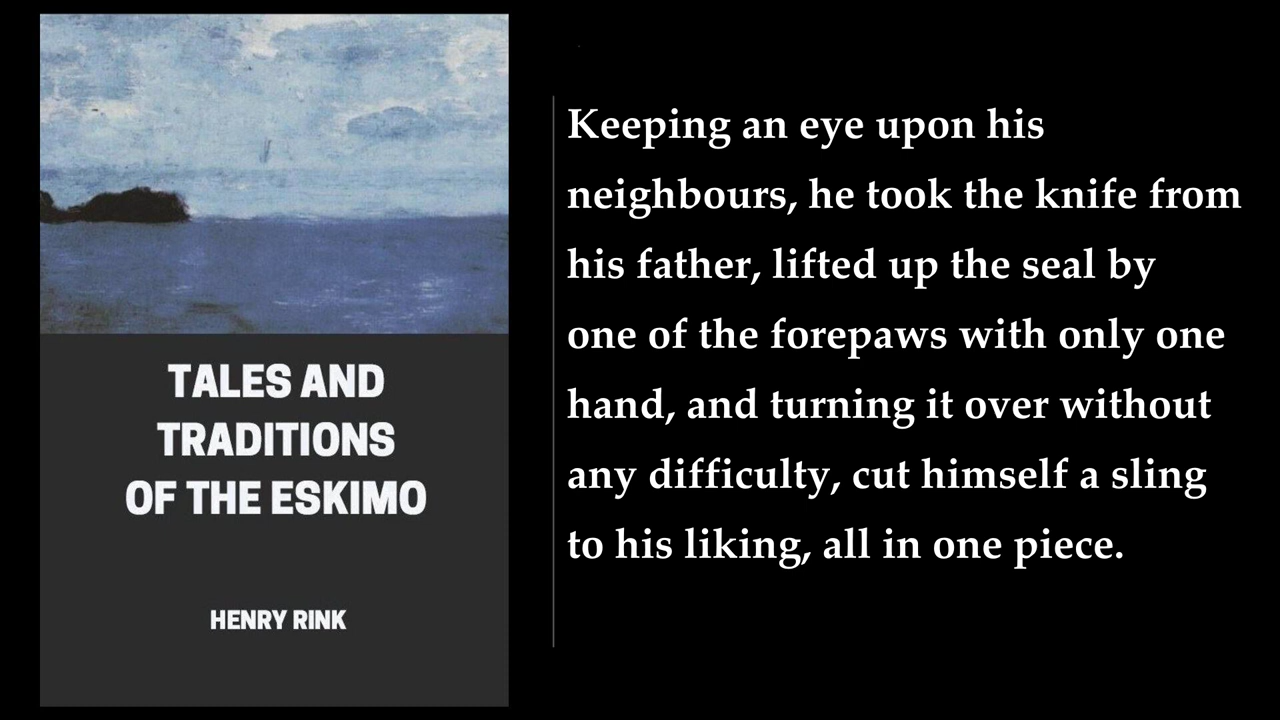 TALES AND
TRADITIONS
OF THE ESKIMO
HENRY RINK
Keeping an eye upon his
neighbours, he took the knife from
his father, lifted up the seal by
one of the forepaws with only one
hand, and turning it over without
any difficulty, cut himself a sling
to his liking, all in one piece.